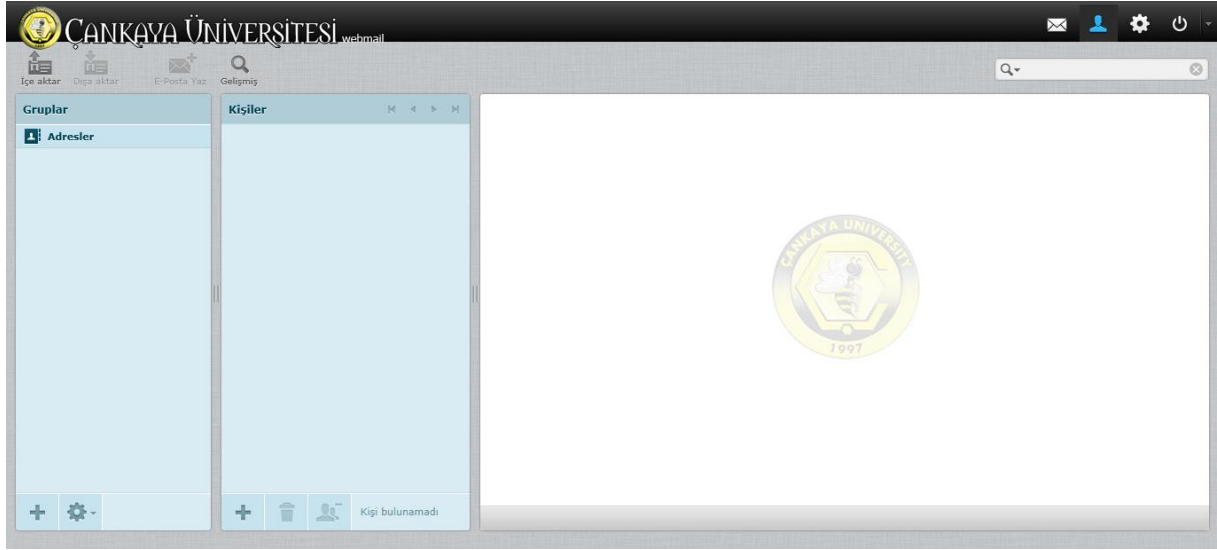 ÇANKAYA ÜNİVERSİTESİ webmail
İçe aktar Dışa aktar E-Posta Yaz Gelişmiş
Gruplar
Adresler
Kişiler
Kişi bulunamadı
ÇANKAYA UNIVERSITY
1997